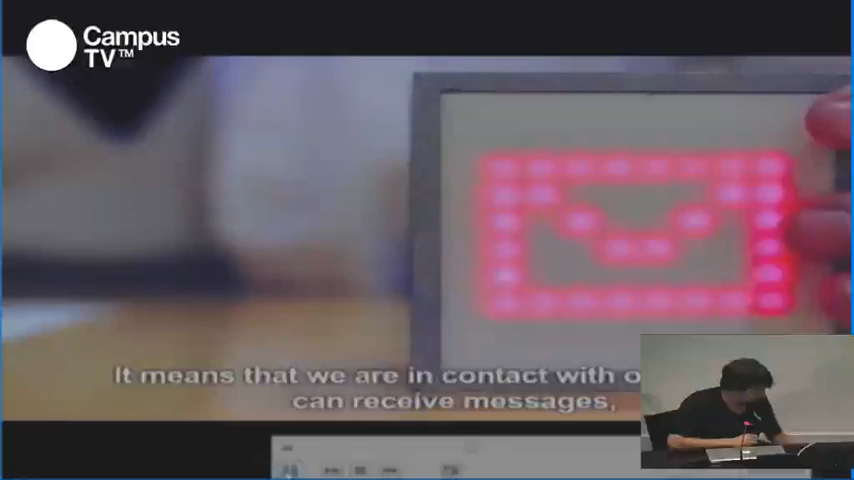 Campus
TV™
It means that we are in contact with
can receive messages,